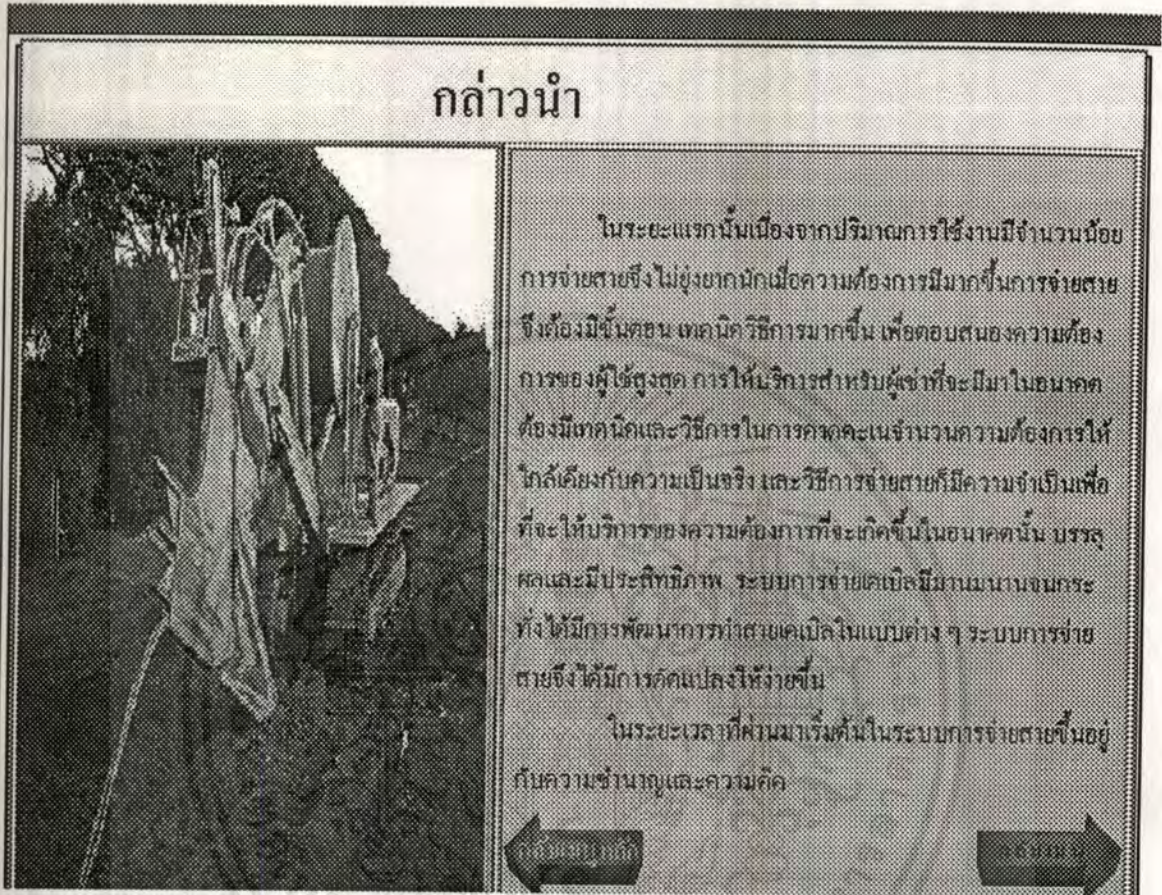 กล่าวนำ
ในระยะแรกนั้นเนื่องจากปริมาณการใช้งานมีจำนวนน้อย
การจ่ายสายจึงไม่ยุ่งยากนักเมื่อความต้องการมีมากขึ้นการจ่ายสาย
จึงต้องมีขั้นตอน เทคนิควิธีการมากขึ้น เพื่อตอบสนองความต้อง
การของผู้ใช้สูงสุด การให้บริการสำหรับผู้เช่าที่จะมีมาในอนาคต
ต้องมีเทคนิคและวิธีการในการคาดคะเนจำนวนความต้องการให้
ใกล้เคียงกับความเป็นจริง และวิธีการจ่ายสายก็มีความจำเป็นเพื่อ
ที่จะให้บริการของความต้องการที่จะเกิดขึ้นในอนาคตนั้น บรรลุ
ผลและมีประสิทธิภาพ ระบบการจ่ายเคเบิลมีมานมนานจนกระ
ทั่งได้มีการพัฒนาการทำสายเคเบิลในแบบต่าง ๆ ระบบการจ่าย
สายจึงได้มีการดัดแปลงให้ง่ายขึ้น
ในระยะเวลาที่ผ่านมาเริ่มต้นในระบบการจ่ายสายขึ้นอยู่
กับความชำนาญและความคิด